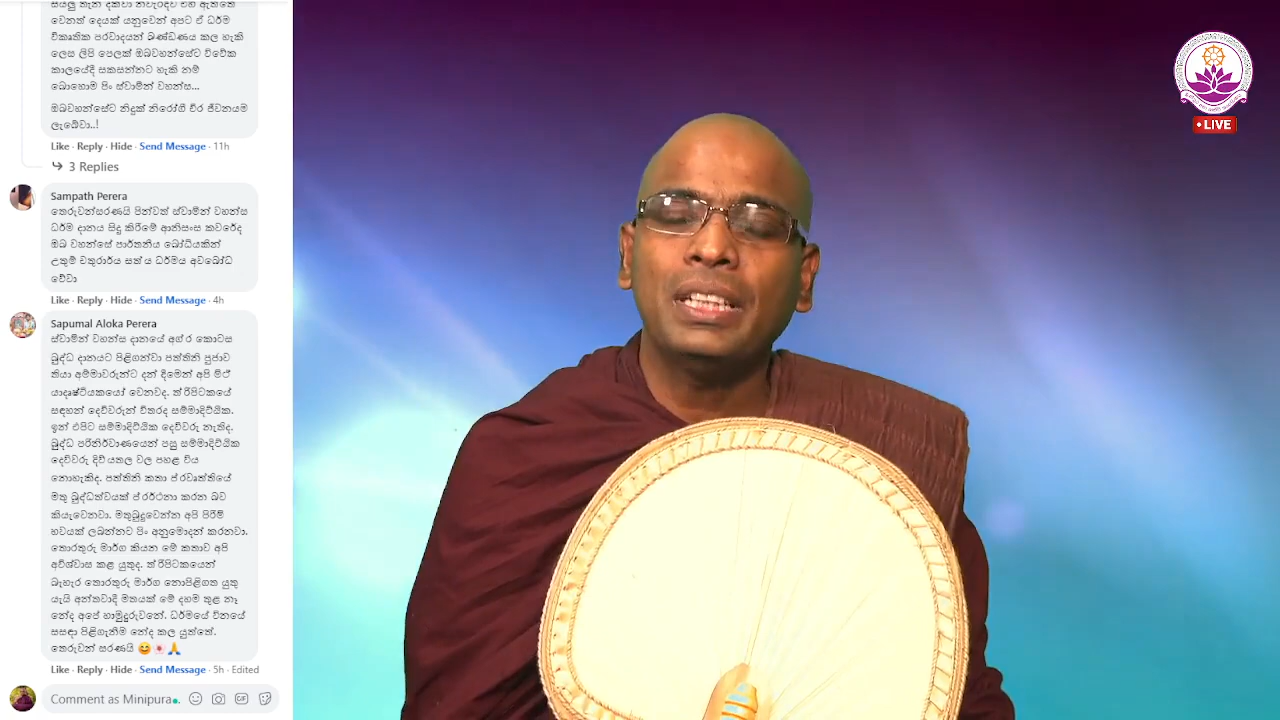 සියලු තැන් දක්වා නිවැරදිව එහි ඇත්තේ
වෙනත් දෙයක් යනුවෙන් අපට ඒ ධර්ම
විකෘතික පරවාදයන් ඛණ්ඩණය කල හැකි
ලෙස ලිපි පෙලක් ඔබවහන්සේට විවේක
කාලයේදී සකසන්නට හැකි නම්
බොහොම පිං ස්වාමින් වහන්ස...
ඔබවහන්සේට නිදුක් නිරෝගී චිර ජීවනයම
ලැබේවා..!
Like · Reply · Hide · Send Message · 11h
3 Replies
Sampath Perera
තෙරුවන්සරණයි පින්වත් ස්වාමින් වහන්ස
ධර්ම දානය සිදු කිරීමේ ආනිසංස කවරේද
ඔබ වහන්සේ පාර්තනීය බෝධියකින්
උතුම් චතුරාර්ය සත්‍ය ධර්මය අවබෝධ
වේවා
Like · Reply · Hide · Send Message · 4h
Sapumal Aloka Perera
ස්වාමින් වහන්ස දානයේ අග්‍ර කොටස
බුද්ධ දානයට පිළිගන්වා පත්තිනි පුජාව
කියා අම්මාවරුන්ට දන් දිමෙන් අපි මිථ්
යාදෘෂ්ටියකයෝ වෙනවද. ත්‍රිපිටකයේ
සඳහන් දෙවිවරුන් විතරද සම්මාදිට්ඨික.
ඉන් එපිට සම්මාදිට්ඨික දෙවිවරු නැතිද.
බුද්ධ පරිනිර්වාණයෙන් පසු සම්මාදිට්ඨික
දෙවිවරු දිව්‍යතල වල පහළ විය
නොහැකිද. පත්තිනි කතා ප්‍රවෘත්තියේ
මතු බුද්ධත්වයක් ප්‍රර්ථනා කරන බව
කියැවෙනවා. මතුබුදුවෙන්න අපි පිරිමි
භවයක් ලබන්නට පිං අනුමොදන් කරනවා.
තොරතුරු මාර්ග කියන මේ කතාව අපි
අවිශ්වාස කළ යුතුද. ත්‍රිපිටකයෙන්
බැහැර තොරතුරු මාර්ග නොපිළිගත යුතු
යැයි අන්තවාදී මතයක් මේ දහම තුළ නෑ
නේද අපේ හාමුදුරුවනේ. ධර්මයේ විනයේ
සසඳා පිළිගැනීම නේද කල යුත්තේ.
තෙරුවන් සරණයි 😊🇯🇵🙏
Like · Reply · Hide · Send Message · 5h · Edited
Comment as Minipura
GIF
• LIVE